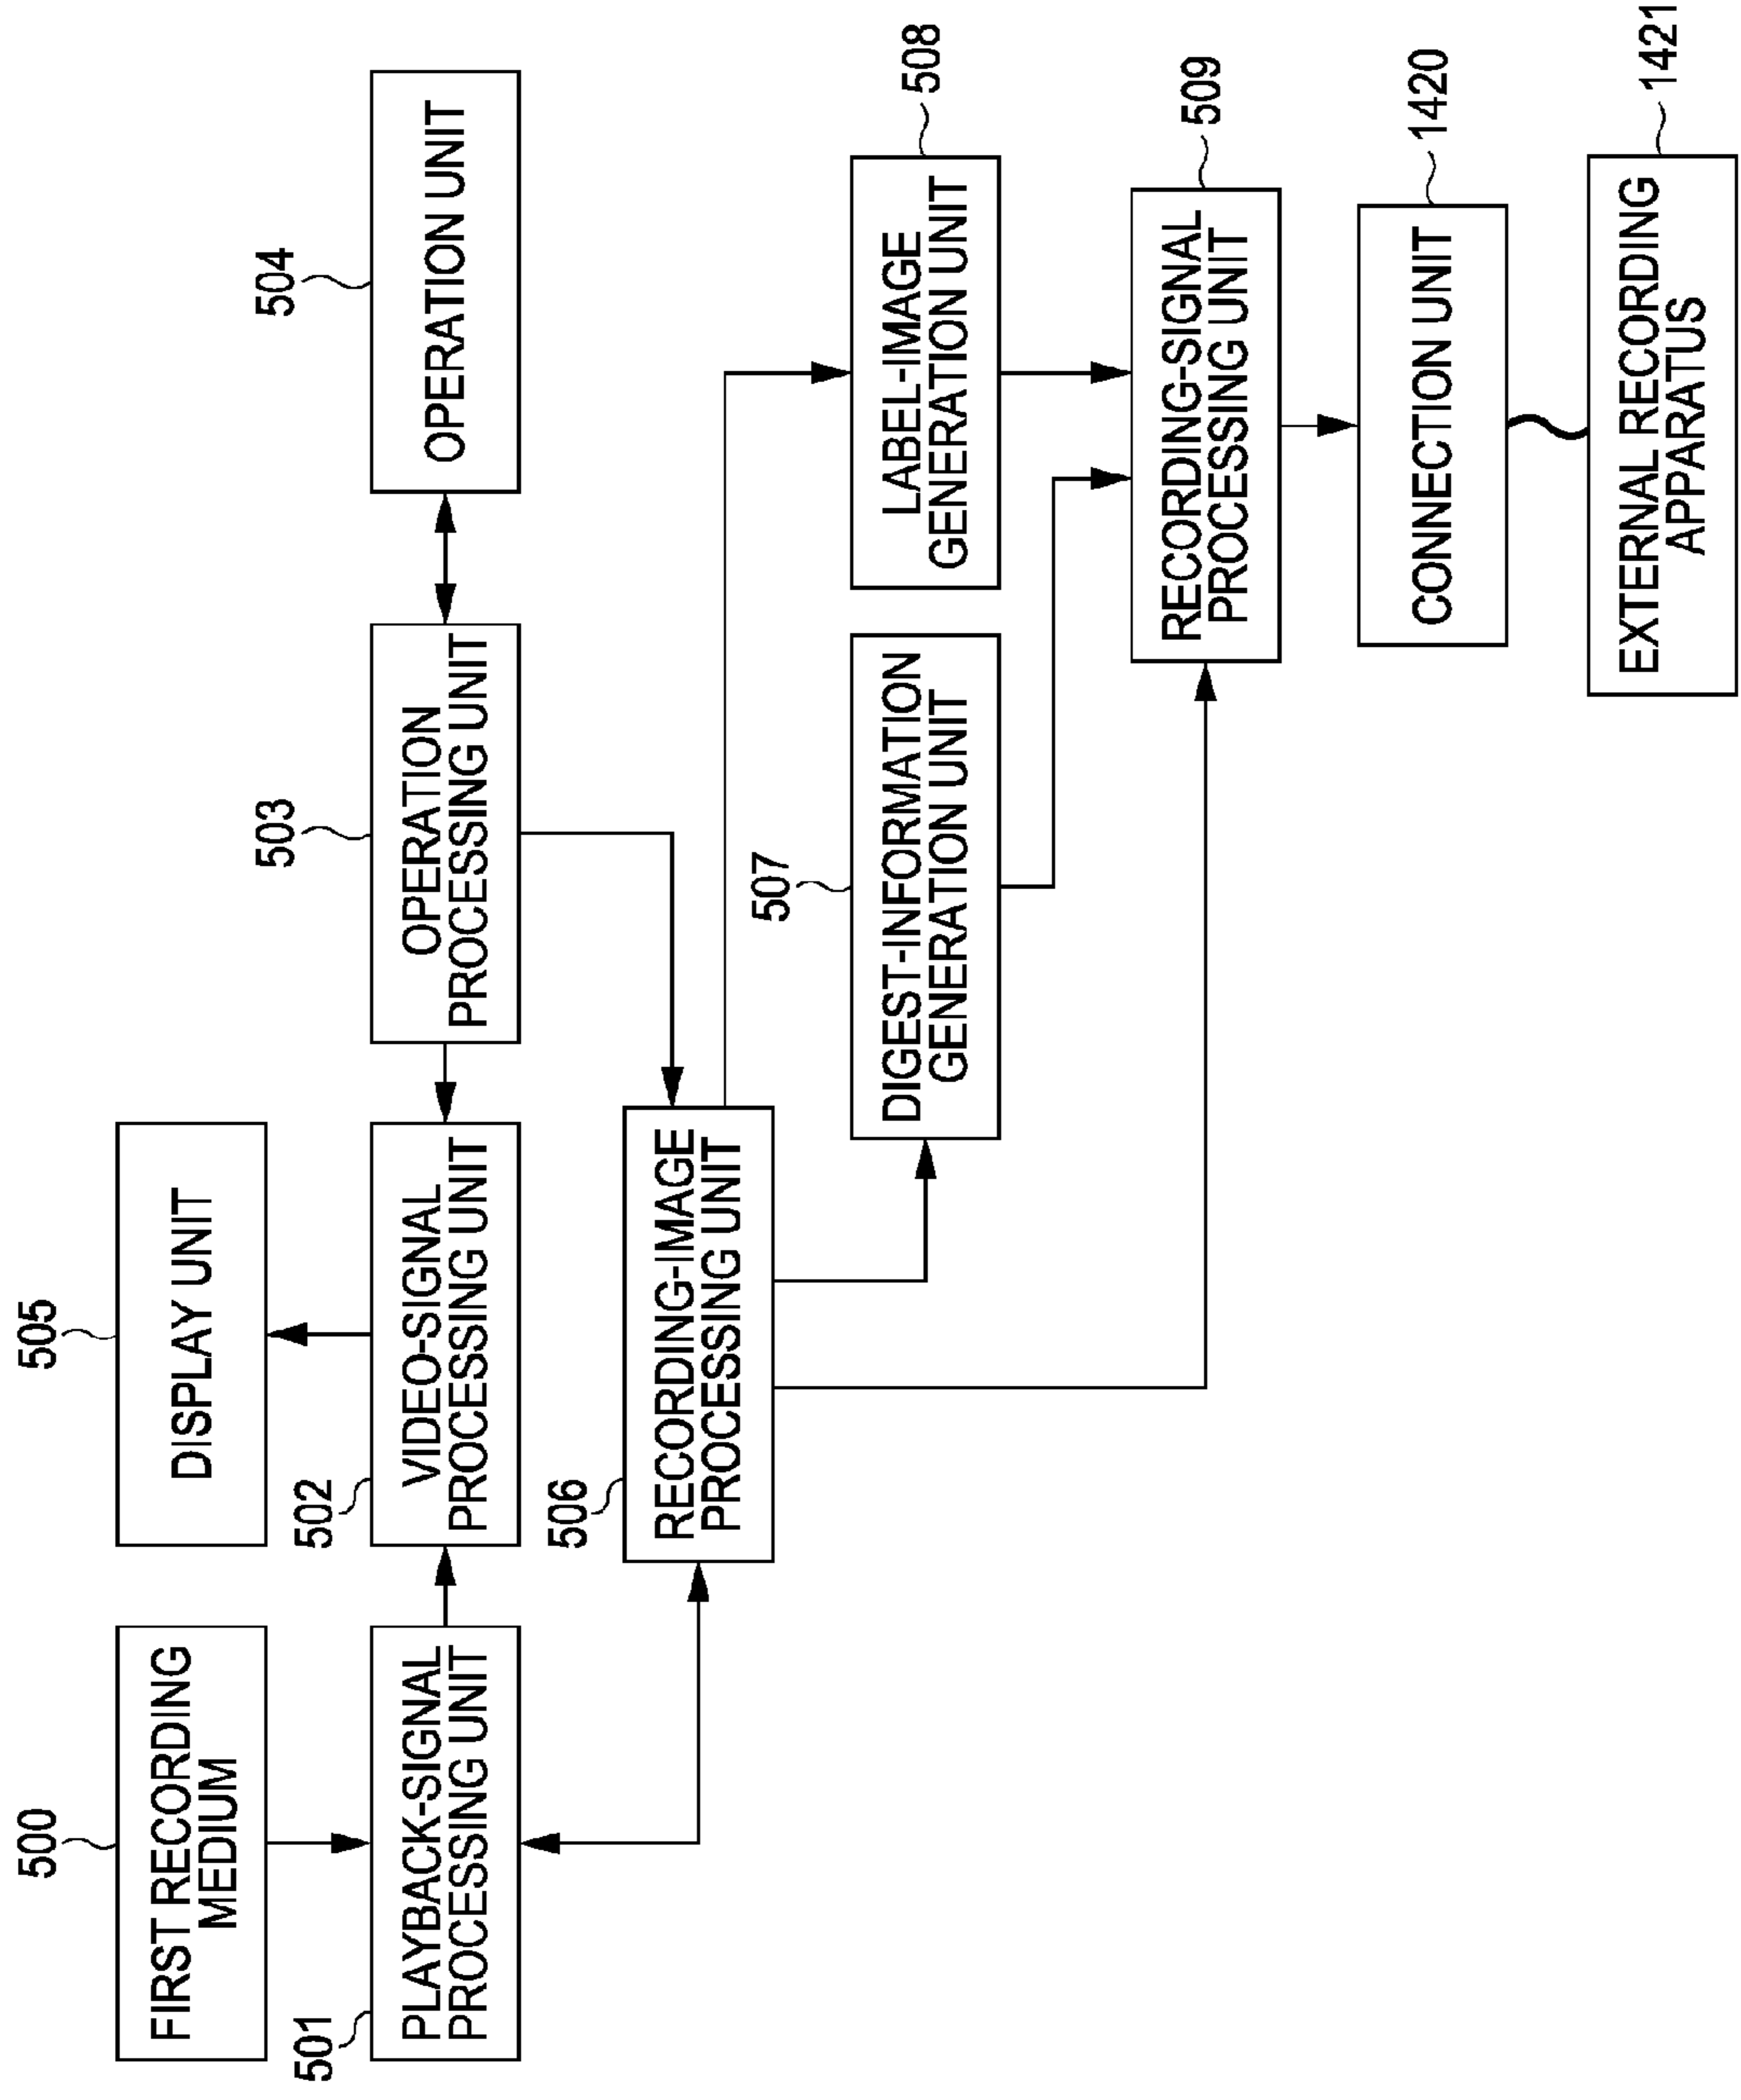 500
FIRST RECORDING
MEDIUM
505
DISPLAY UNIT
501
PLAYBACK-SIGNAL
PROCESSING UNIT
502
VIDEO-SIGNAL
PROCESSING UNIT
503
OPERATION
PROCESSING UNIT
504
OPERATION UNIT
506
RECORDING-IMAGE
PROCESSING UNIT
507
DIGEST-INFORMATION
GENERATION UNIT
508
LABEL-IMAGE
GENERATION UNIT
509
RECORDING-SIGNAL
PROCESSING UNIT
1420
CONNECTION UNIT
1421
EXTERNAL RECORDING
APPARATUS